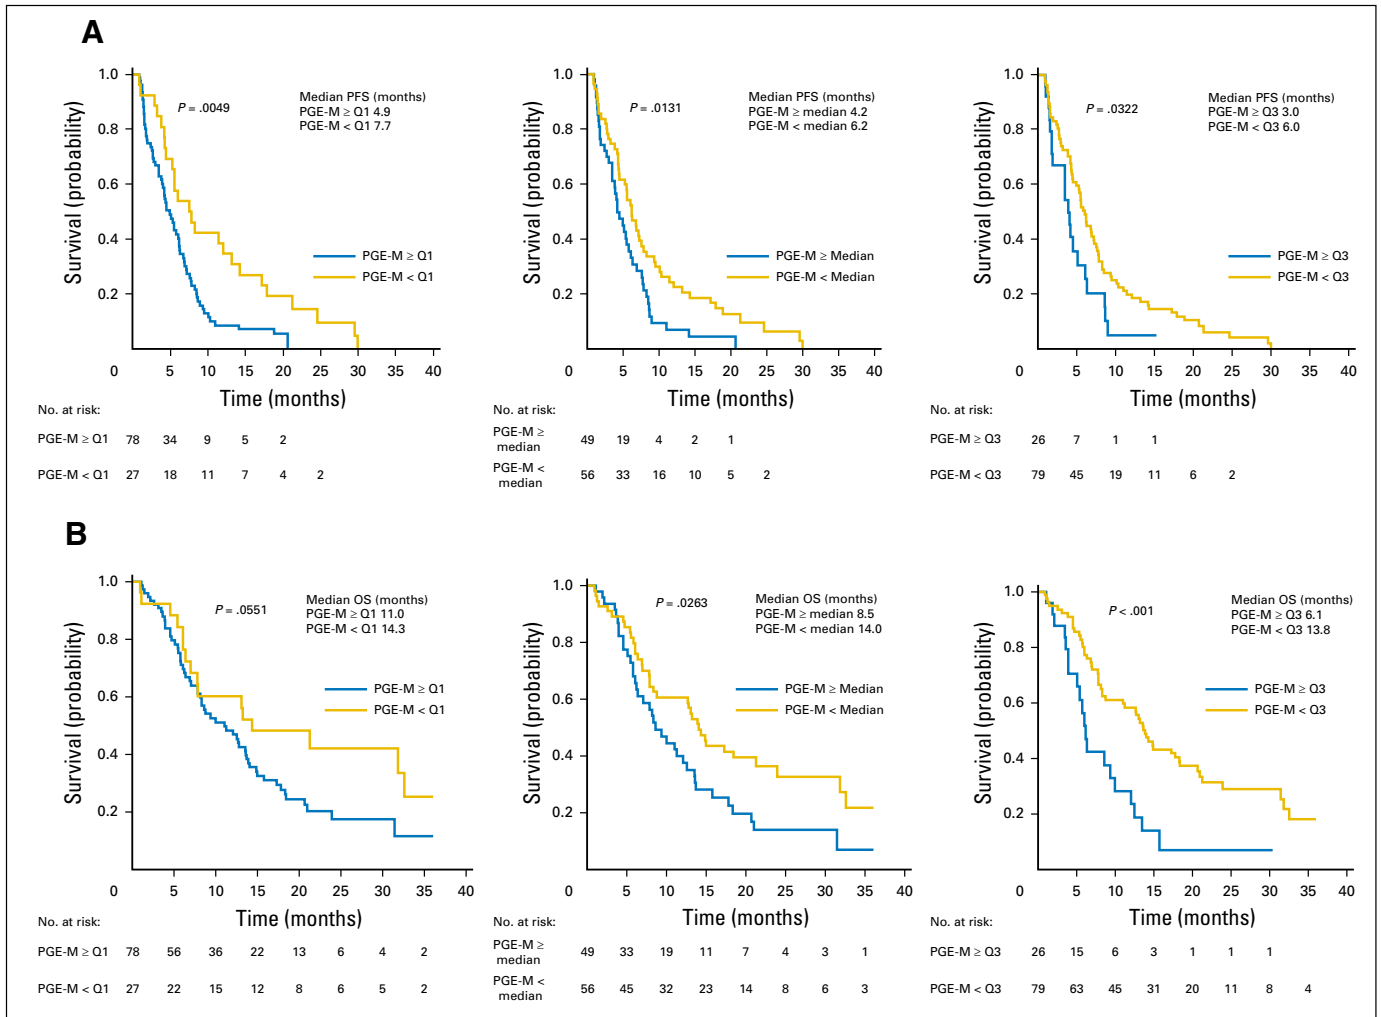 A
Survival (probability)
1.0
0.8
0.6
0.4
0.2
P = .0049
Median PFS (months)
PGE-M ≥ Q1 4.9
PGE-M < Q1 7.7
PGE-M ≥ Q1
PGE-M < Q1
0 5 10 15 20 25 30 35 40
Time (months)
No. at risk:
PGE-M ≥ Q1 78 34 9 5 2
PGE-M < Q1 27 18 11 7 4 2
Survival (probability)
1.0
0.8
0.6
0.4
0.2
P = .0131
Median PFS (months)
PGE-M ≥ median 4.2
PGE-M < median 6.2
PGE-M ≥ Median
PGE-M < Median
0 5 10 15 20 25 30 35 40
Time (months)
No. at risk:
PGE-M ≥
median
49 19 4 2 1
PGE-M <
median
56 33 16 10 5 2
Survival (probability)
1.0
0.8
0.6
0.4
0.2
P = .0322
Median PFS (months)
PGE-M ≥ Q3 3.0
PGE-M < Q3 6.0
PGE-M ≥ Q3
PGE-M < Q3
0 5 10 15 20 25 30 35 40
Time (months)
No. at risk:
PGE-M ≥ Q3 26 7 1 1
PGE-M < Q3 79 45 19 11 6 2
B
Survival (probability)
1.0
0.8
0.6
0.4
0.2
P = .0551
Median OS (months)
PGE-M ≥ Q1 11.0
PGE-M < Q1 14.3
PGE-M ≥ Q1
PGE-M < Q1
0 5 10 15 20 25 30 35 40
Time (months)
No. at risk:
PGE-M ≥ Q1 78 56 36 22 13 6 4 2
PGE-M < Q1 27 22 15 12 8 6 5 2
Survival (probability)
1.0
0.8
0.6
0.4
0.2
P = .0263
Median OS (months)
PGE-M ≥ median 8.5
PGE-M < median 14.0
PGE-M ≥ Median
PGE-M < Median
0 5 10 15 20 25 30 35 40
Time (months)
No. at risk:
PGE-M ≥
median
49 33 19 11 7 4 3 1
PGE-M <
median
56 45 32 23 14 8 6 3
Survival (probability)
1.0
0.8
0.6
0.4
0.2
P < .001
Median OS (months)
PGE-M ≥ Q3 6.1
PGE-M < Q3 13.8
PGE-M ≥ Q3
PGE-M < Q3
0 5 10 15 20 25 30 35 40
Time (months)
No. at risk:
PGE-M ≥ Q3 26 15 6 3 1 1 1
PGE-M < Q3 79 63 45 31 20 11 8 4